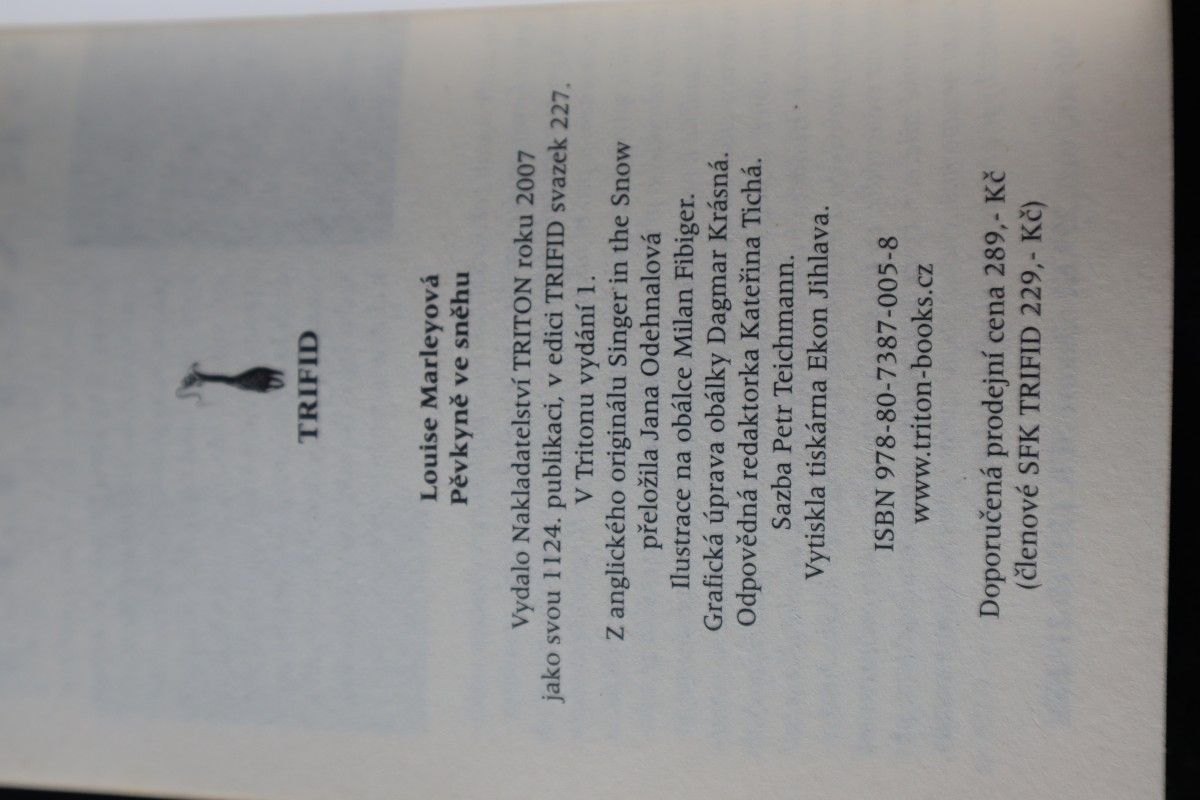 TRIFID
Louise Marleyová
Pěvkyně ve sněhu
Vydalo Nakladatelství TRITON roku 2007
jako svou 1124. publikaci, v edici TRIFID svazek 227.
V Tritonu vydání 1.
Z anglického originálu Singer in the Snow
přeložila Jana Odehnalová
Ilustrace na obálce Milan Fibiger.
Grafická úprava obálky Dagmar Krásná.
Odpovědná redaktorka Kateřina Tichá.
Sazba Petr Teichmann.
Vytiskla tiskárna Ekon Jihlava.
ISBN 978-80-7387-005-8
www.triton-books.cz
Doporučená prodejní cena 289,- Kč
(členové SFK TRIFID 229,- Kč)